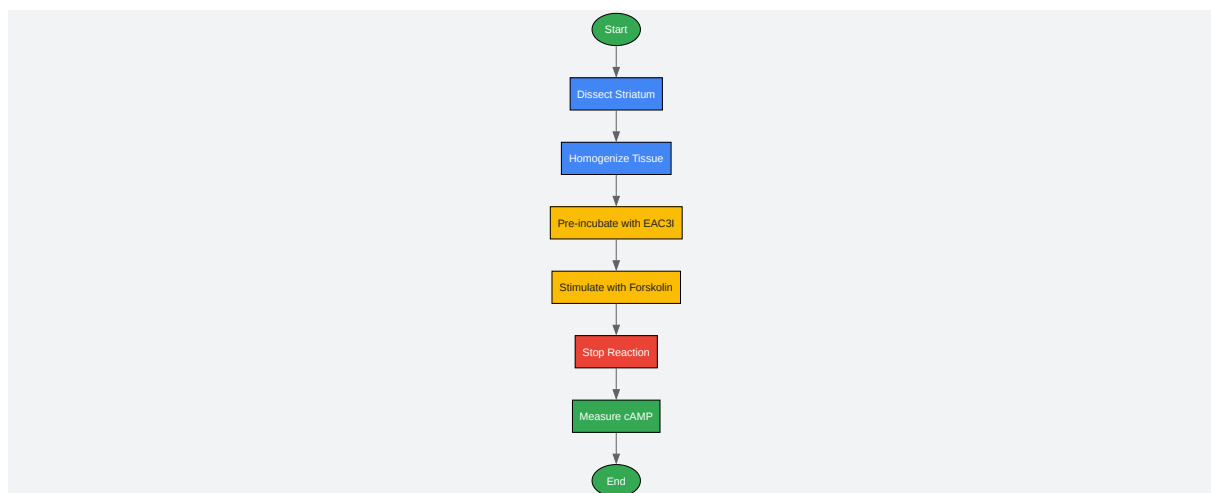 Start
Dissect Striatum
Homogenize Tissue
Pre-incubate with EAC3I
Stimulate with Forskolin
Stop Reaction
Measure cAMP
End